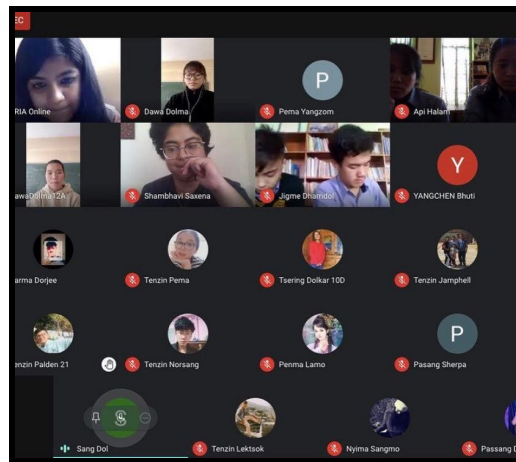 EC
RIA Online
Dawa Dolma
P
Pema Yangzom
Api Halam
awaDolma12A
Shambhavi Saxena
Jigme Dhamdol
Y
YANGCHEN Bhuti
arma Dorjee
Tenzin Pema
Tsering Dolkar 10D
Tenzin Jamphell
enzin Palden 21
Tenzin Norsang
Penma Lamo
P
Pasang Sherpa
Sang Dol
Tenzin Lektsok
Nyima Sangmo
Passang D